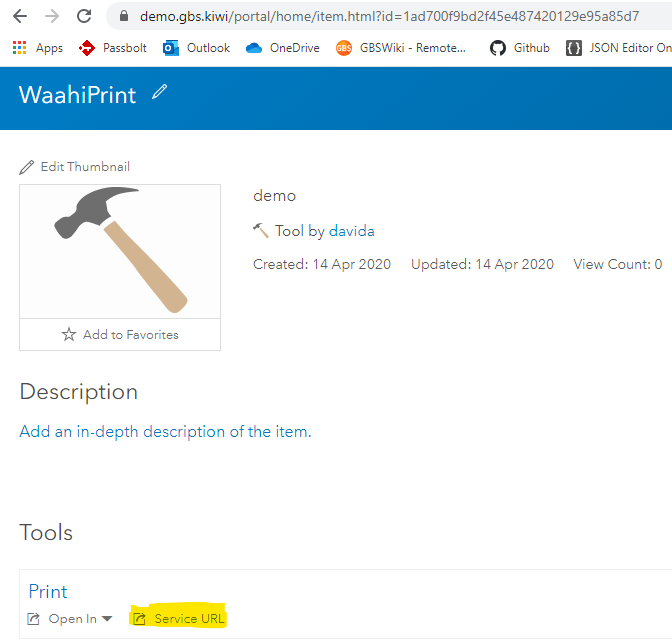 demo.gbs.kiwi/portal/home/item.html?id=1ad700f9bd2f45e487420129e95a85d7
Apps Passbolt Outlook OneDrive GBS GBSWiki - Remote... Github {} JSON Editor On
WaahiPrint
Edit Thumbnail
demo
Tool by davida
Created: 14 Apr 2020 Updated: 14 Apr 2020 View Count: 0
Add to Favorites
Description
Add an in-depth description of the item.
Tools
Print
Open In Service URL